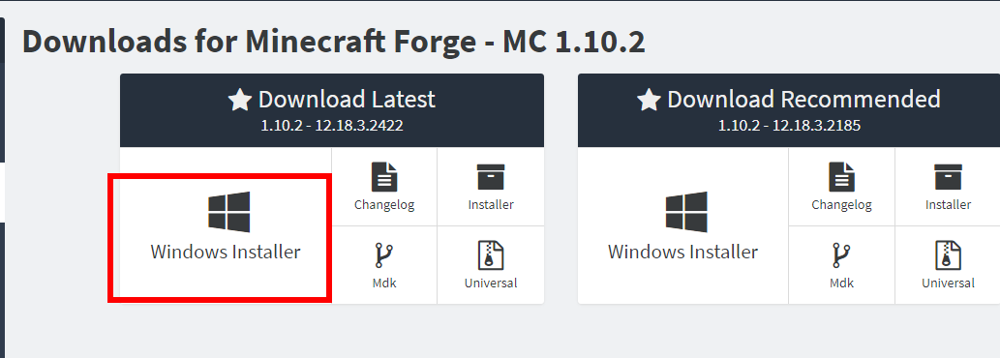 Downloads for Minecraft Forge - MC 1.10.2
Download Latest
1.10.2 - 12.18.3.2422
Windows Installer
Changelog
Installer
Mdk
Universal
Download Recommended
1.10.2 - 12.18.3.2185
Windows Installer
Changelog
Installer
Mdk
Universal